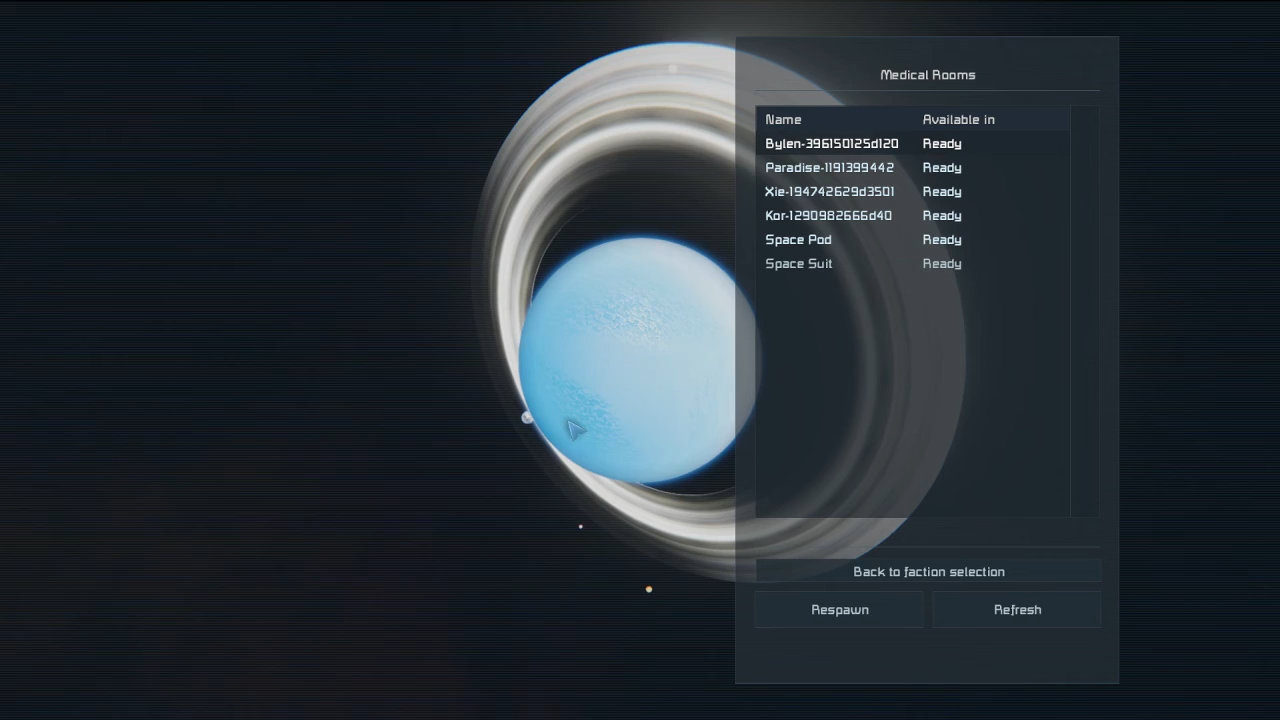 Medical Rooms
Name Available in
Bylen-396150125d120 Ready
Paradise-1191399442 Ready
Xie-194742629d3501 Ready
Kor-1290982666d40 Ready
Space Pod Ready
Space Suit Ready
Back to faction selection
Respawn Refresh